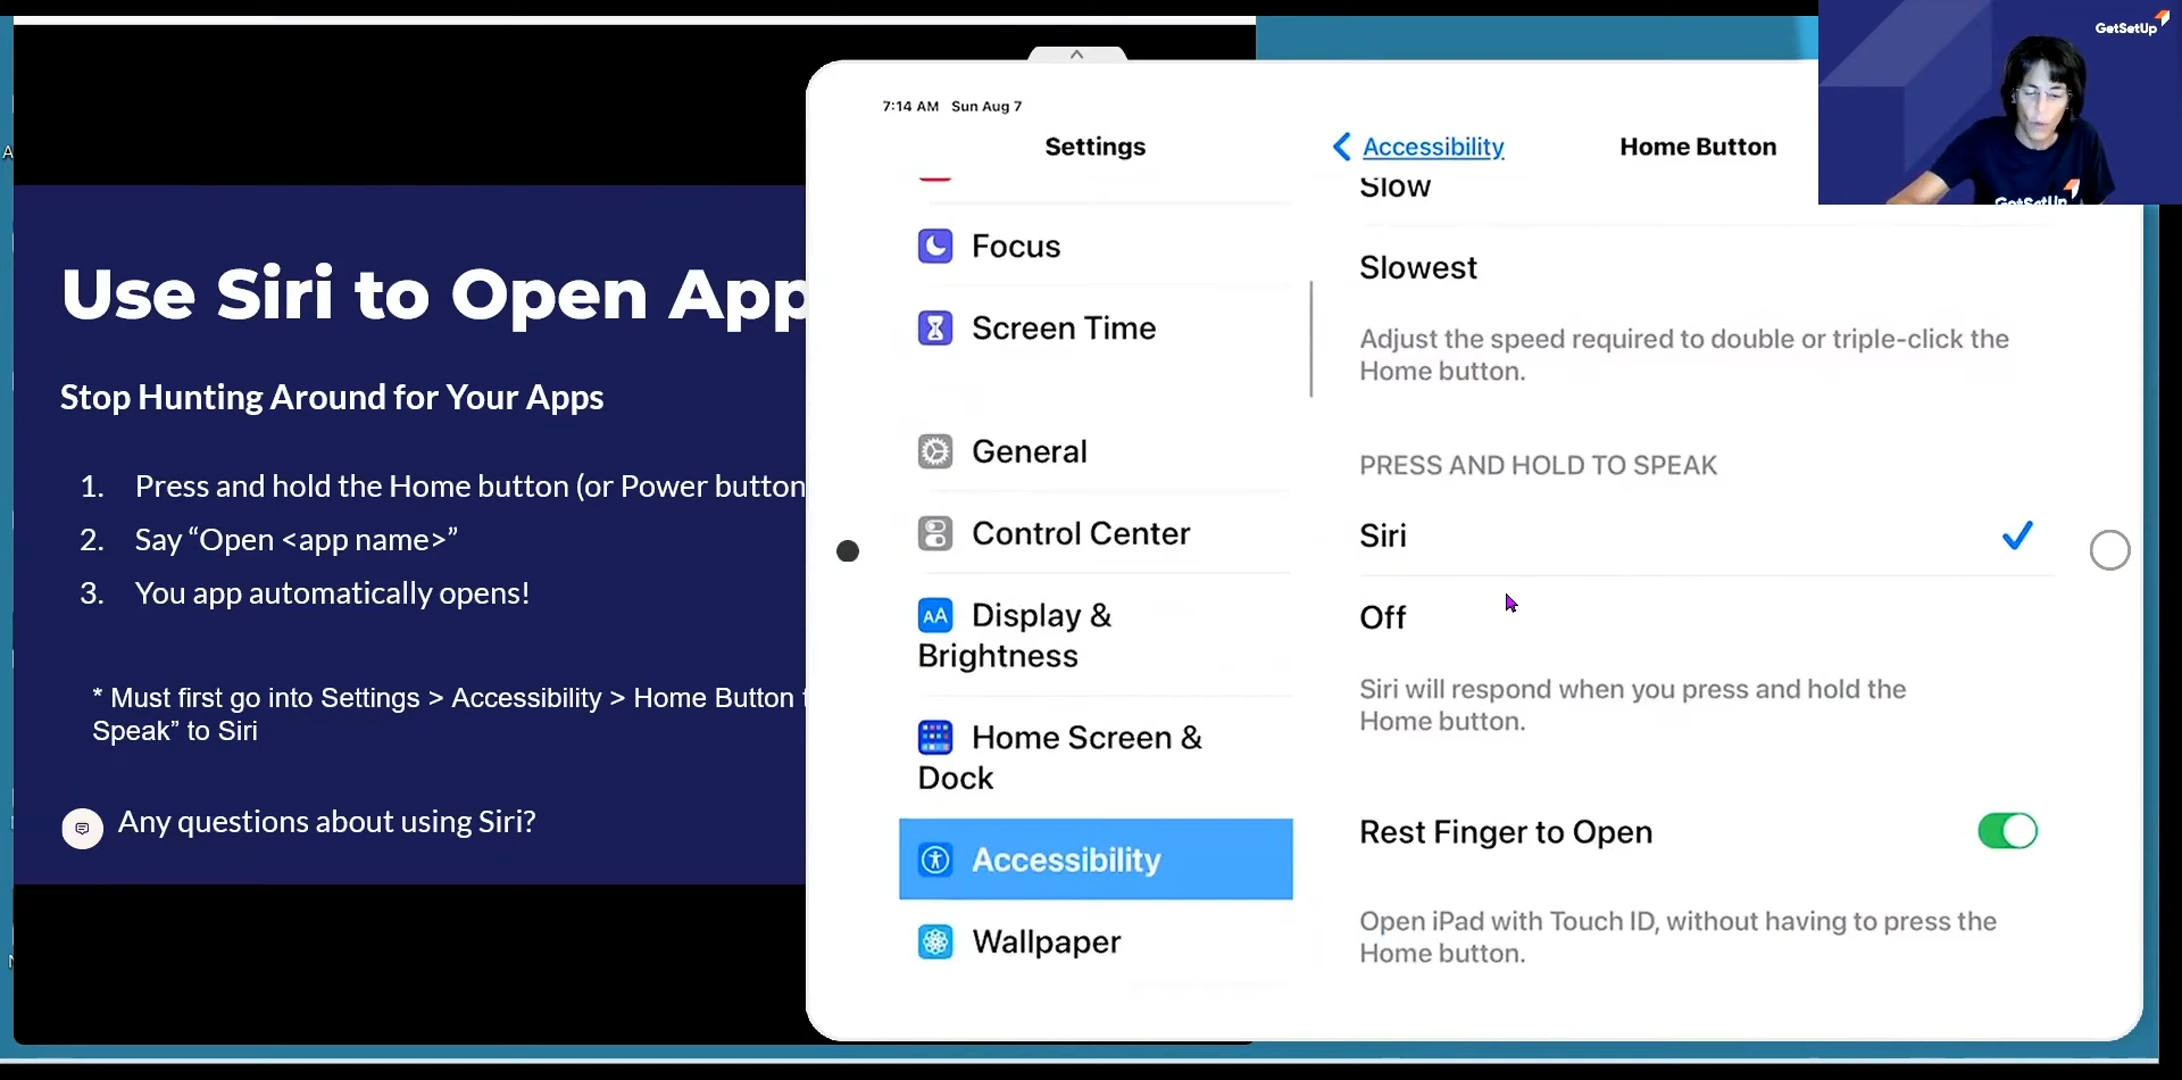 GetSetUp
GetSetUp
Use Siri to Open App
Stop Hunting Around for Your Apps
1. Press and hold the Home button (or Power button
2. Say “Open <app name>”
3. You app automatically opens!
* Must first go into Settings > Accessibility > Home Button
Speak” to Siri
Any questions about using Siri?
7:14 AM Sun Aug 7
Settings
Focus
Screen Time
General
Control Center
Display &
Brightness
Home Screen &
Dock
Accessibility
Wallpaper
Accessibility
Home Button
Slow
Slowest
Adjust the speed required to double or triple-click the
Home button.
PRESS AND HOLD TO SPEAK
Siri
Off
Siri will respond when you press and hold the
Home button.
Rest Finger to Open
Open iPad with Touch ID, without having to press the
Home button.